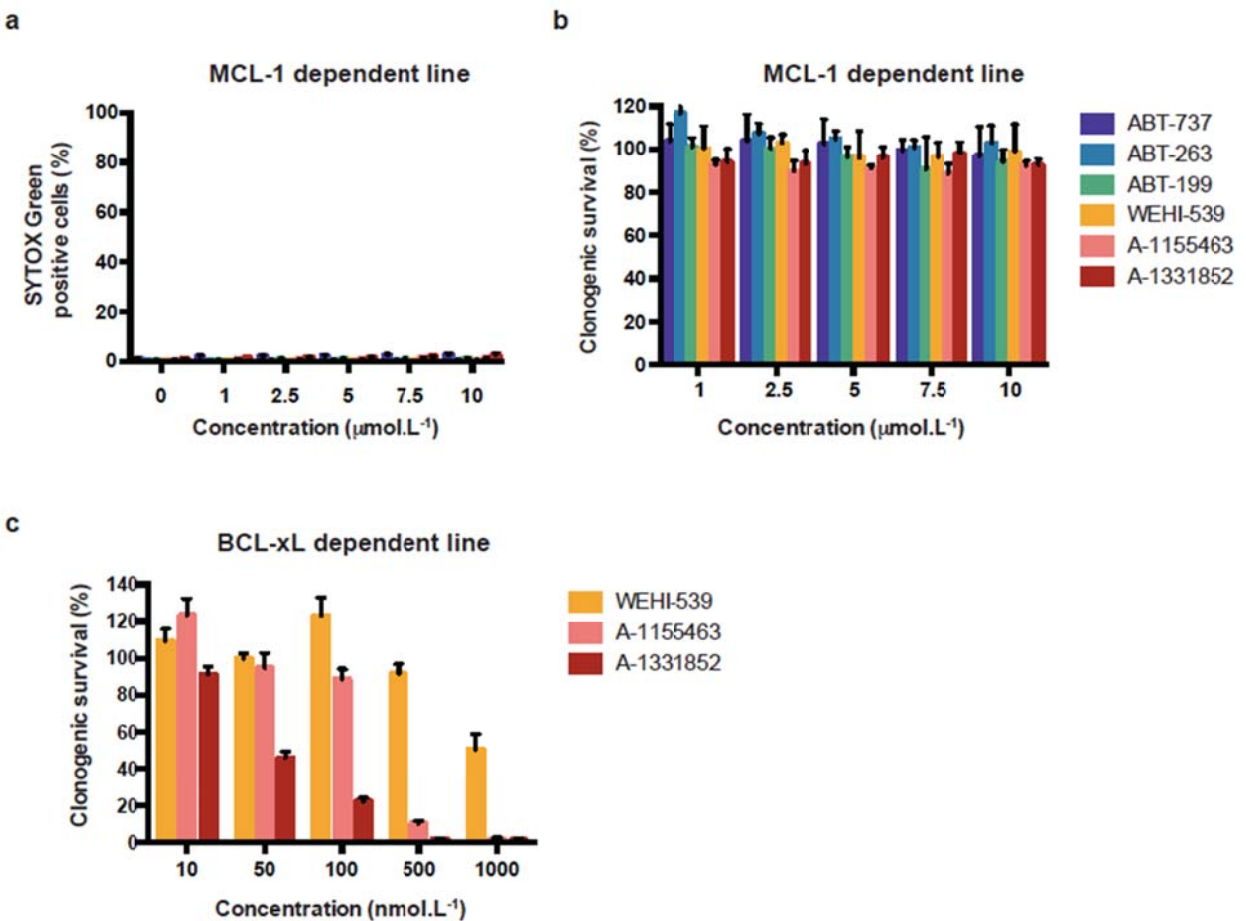 a
MCL-1 dependent line
100
80
60
40
20
0
SYTOX Green
positive cells (%)
0 1 2.5 5 7.5 10
Concentration (μmol.L-1)
b
MCL-1 dependent line
120
100
80
60
40
20
0
Clonogenic survival (%)
1 2.5 5 7.5 10
Concentration (μmol.L-1)
ABT-737
ABT-263
ABT-199
WEHI-539
A-1155463
A-1331852
c
BCL-xL dependent line
140
120
100
80
60
40
20
0
Clonogenic survival (%)
10 50 100 500 1000
Concentration (nmol.L-1)
WEHI-539
A-1155463
A-1331852